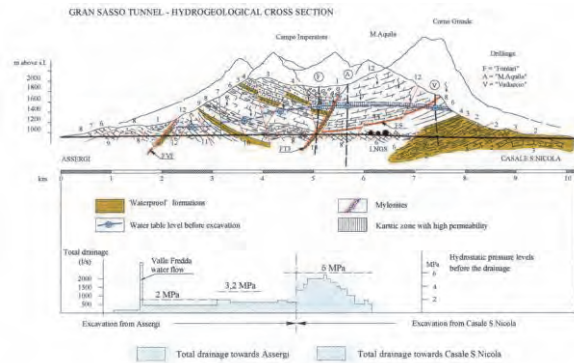 GRAN SASSO TUNNEL - HYDROGEOLOGICAL CROSS SECTION
Corno Grande
Campo Imperatore
M.Aquila
Drillings:
F = "Fontari"
A = "M.Aquila"
V = "Vaduccio"
m above s.l.
2000
1800
1600
1400
1200
1000
F
A
V
ASSERGI
FVF
FTS
LNGS
CASALE S.NICOLA
km
0 1 2 3 4 5 6 7 8 9 10
Waterproof formations
Mylonites
Water table level before excavation
Karstic zone with high permeability
Total drainage
(l/s)
Valle Fredda
water flow
2000
1500
1000
500
2 MPa
3,2 MPa
6 MPa
MPa
6
4
2
Hydrostatic pressure levels
before the drainage
Excavation from Assergi
Excavation from Casale S.Nicola
Total drainage towards Assergi
Total drainage towards Casale S.Nicola